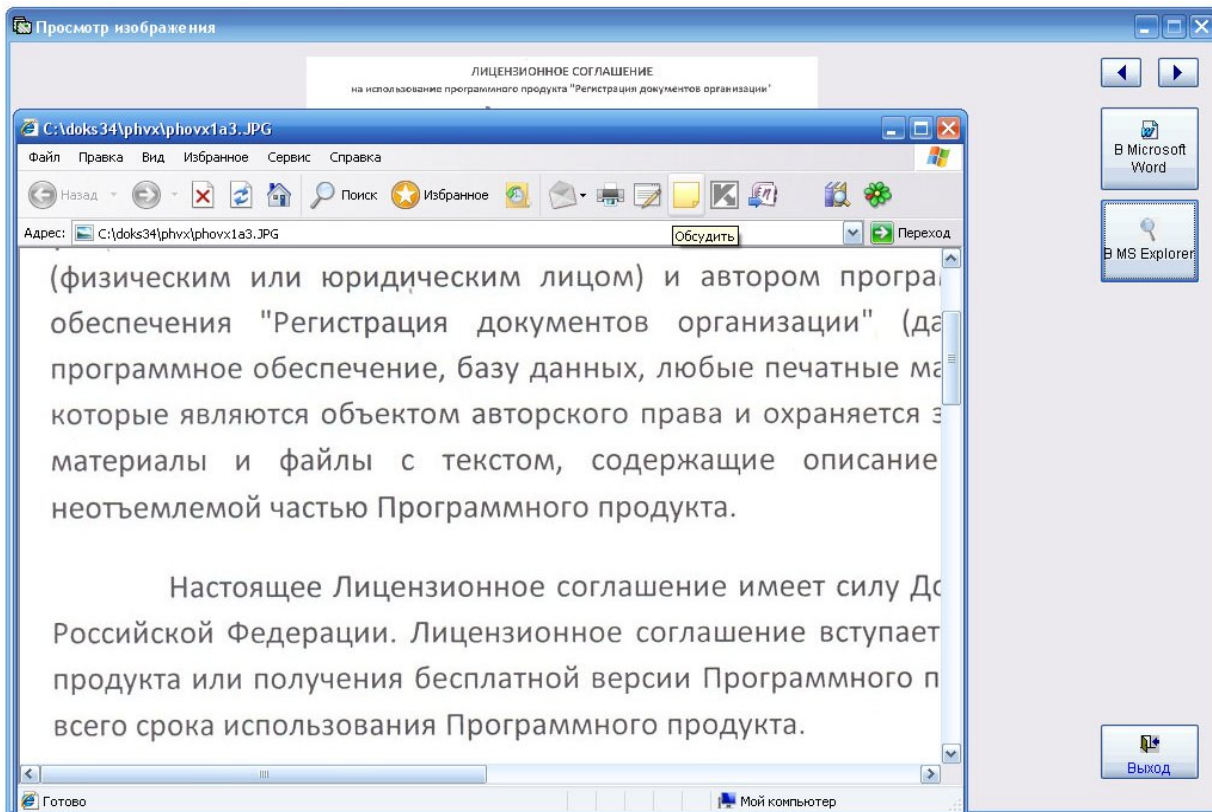 Просмотр изображения
ЛИЦЕНЗИОННОЕ СОГЛАШЕНИЕ
на использование программного продукта "Регистрация документов организации"
C:\doks34\phvx\phovx1a3.JPG
Файл Правка Вид Избранное Сервис Справка
Назад Поиск Избранное
Адрес: C:\doks34\phvx\phovx1a3.JPG Переход
Обсудить
(физическим или юридическим лицом) и автором програ
обеспечения "Регистрация документов организации" (да
программное обеспечение, базу данных, любые печатные ма
которые являются объектом авторского права и охраняется з
материалы и файлы с текстом, содержащие описание
неотъемлемой частью Программного продукта.
Настоящее Лицензионное соглашение имеет силу До
Российской Федерации. Лицензионное соглашение вступает
продукта или получения бесплатной версии Программного п
всего срока использования Программного продукта.
Готово
Мой компьютер
В Microsoft
Word
В MS Explorer
Выход